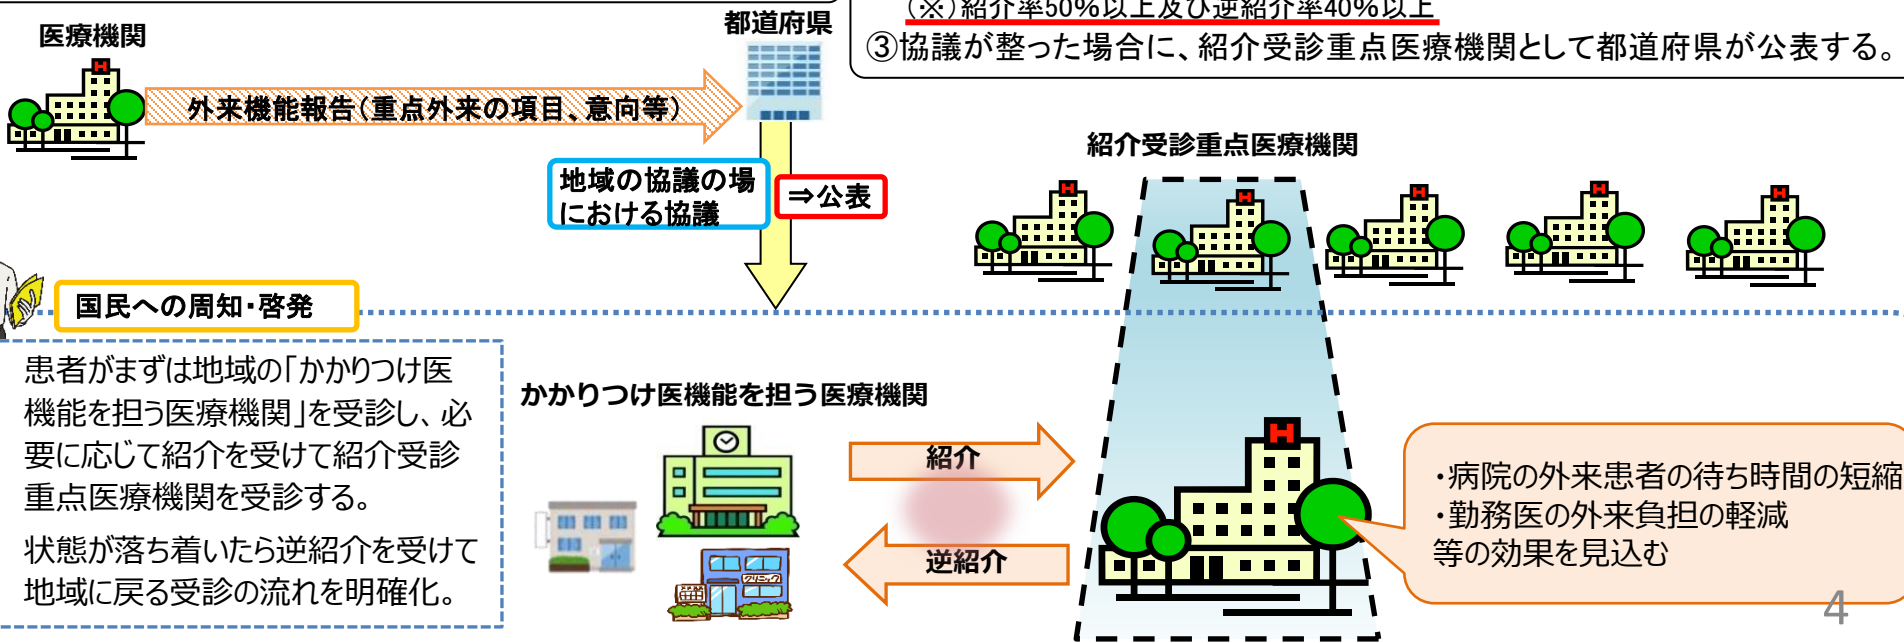 (※)紹介率50%以上及び逆紹介率40%以上
③協議が整った場合に、紹介受診重点医療機関として都道府県が公表する。
医療機関
都道府県
外来機能報告(重点外来の項目、意向等)
地域の協議の場
における協議
⇒公表
紹介受診重点医療機関
国民への周知・啓発
患者がまずは地域の「かかりつけ医
機能を担う医療機関」を受診し、必
要に応じて紹介を受けて紹介受診
重点医療機関を受診する。
状態が落ち着いたら逆紹介を受けて
地域に戻る受診の流れを明確化。
かかりつけ医機能を担う医療機関
クリニック
紹介
逆紹介
・病院の外来患者の待ち時間の短縮
・勤務医の外来負担の軽減
等の効果を見込む
4